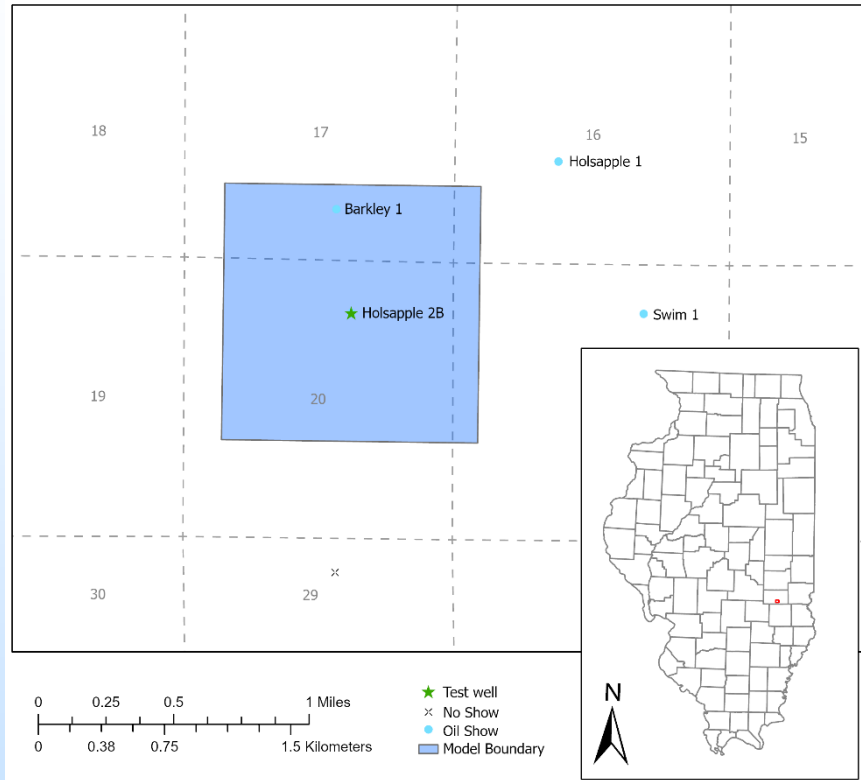 18
17
16
15
Holsapple 1
Barkley 1
Holsapple 2B
Swim 1
19
20
30
29
N
0 0.25 0.5 1 Miles
0 0.38 0.75 1.5 Kilometers
Test well
No Show
Oil Show
Model Boundary